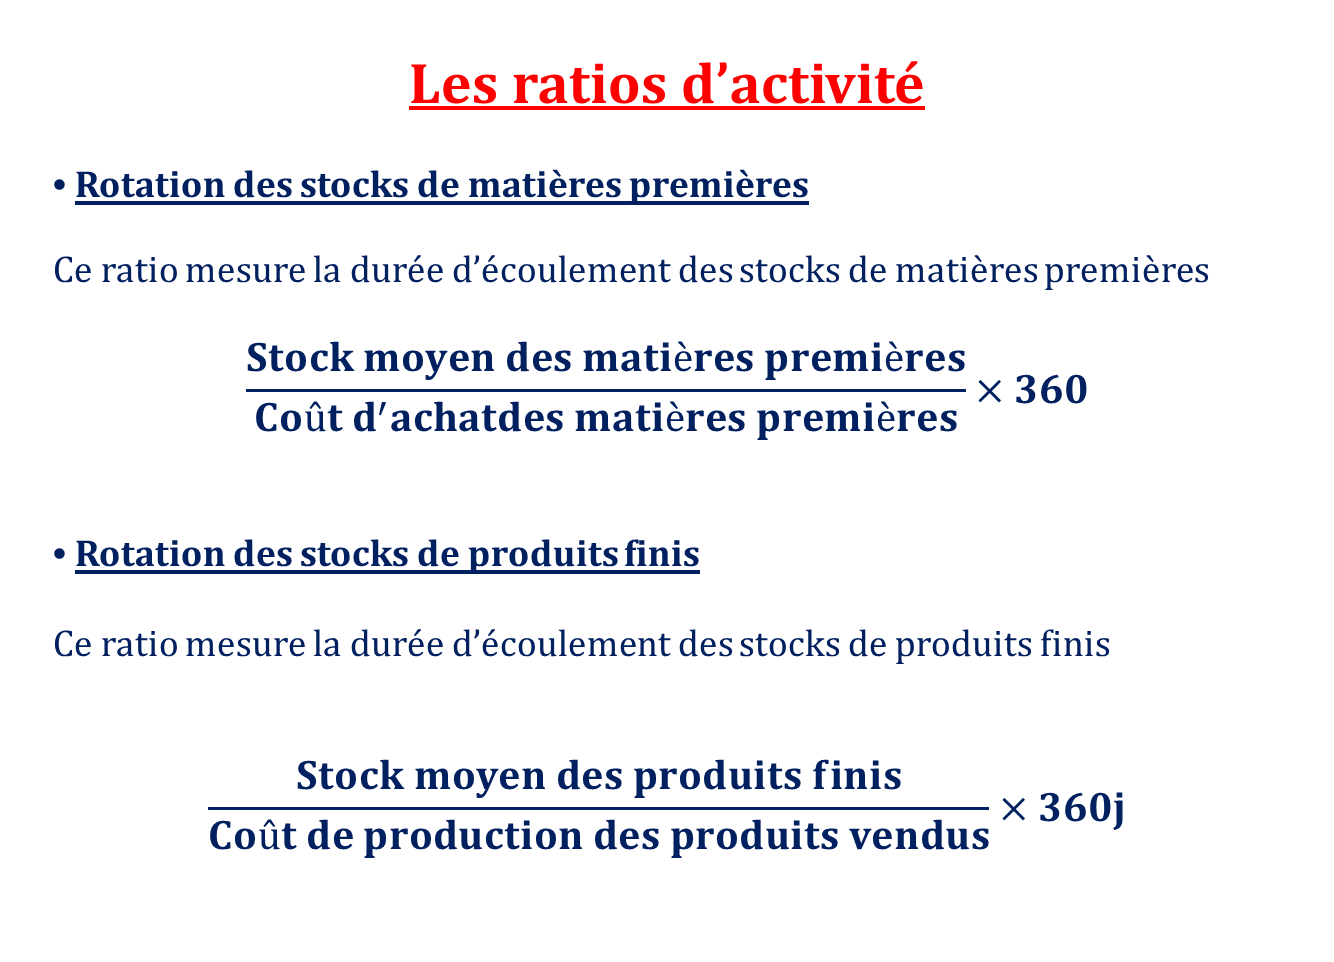 Les ratios d’activité
• Rotation des stocks de matières premières
Ce ratio mesure la durée d’écoulement des stocks de matières premières
Stock moyen des matières premières
Coût d′achatdes matières premières
× 360
• Rotation des stocks de produits finis
Ce ratio mesure la durée d’écoulement des stocks de produits finis
Stock moyen des produits finis
Coût de production des produits vendus
× 360j